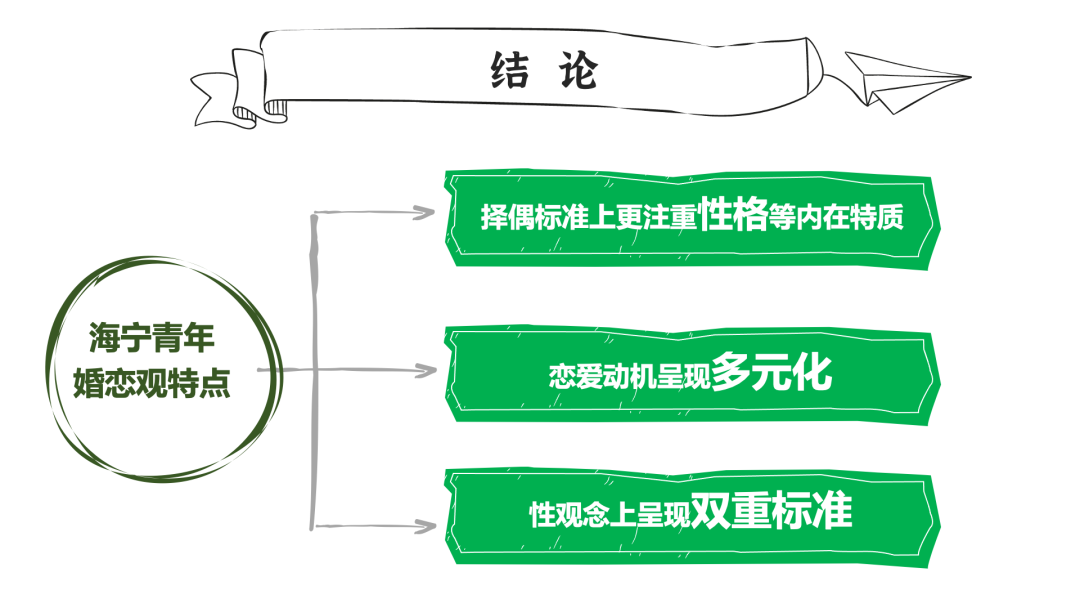 结 论
海宁青年
婚恋观特点
择偶标准上更注重性格等内在特质
恋爱动机呈现多元化
性观念上呈现双重标准